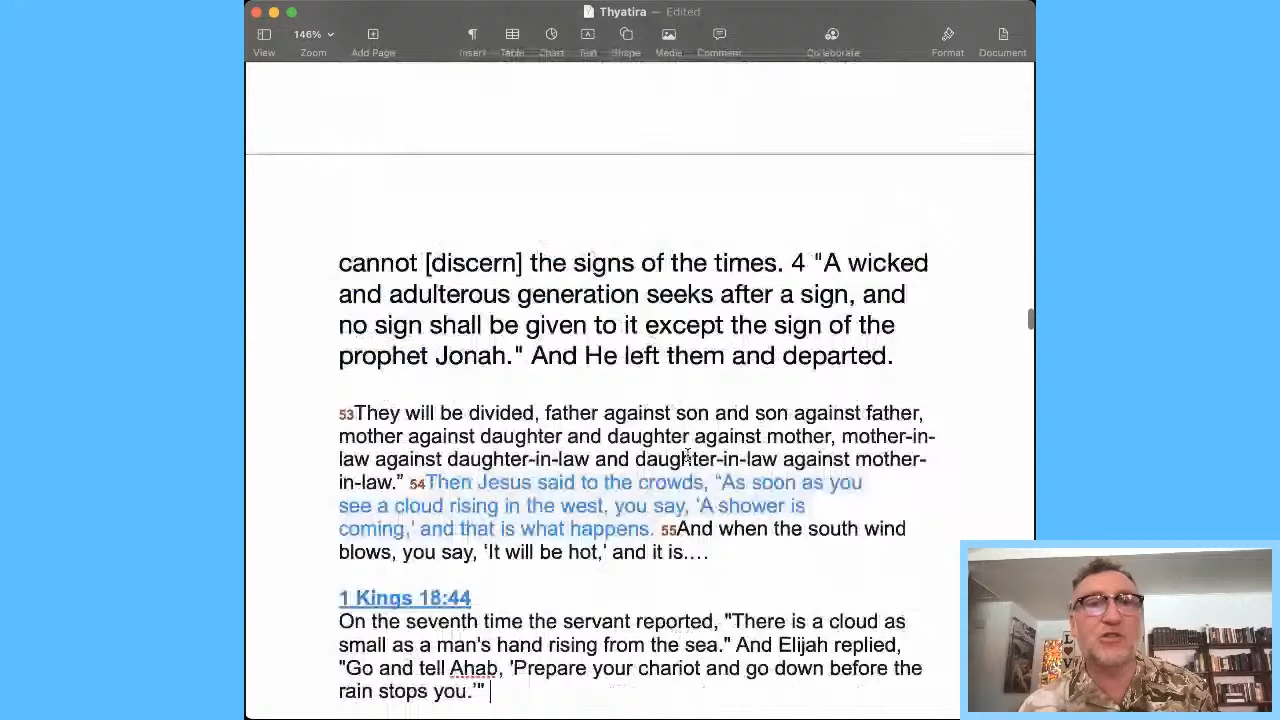 Thyatira — Edited
146%
View
Zoom
Add Page
Insert
Table
Chart
Text
Shape
Media
Comment
Collaborate
Format
Document
cannot [discern] the signs of the times. 4 "A wicked
and adulterous generation seeks after a sign, and
no sign shall be given to it except the sign of the
prophet Jonah." And He left them and departed.
53They will be divided, father against son and son against father,
mother against daughter and daughter against mother, mother-in-
law against daughter-in-law and daughter-in-law against mother-
in-law.” 54Then Jesus said to the crowds, “As soon as you
see a cloud rising in the west, you say, ‘A shower is
coming,’ and that is what happens. 55And when the south wind
blows, you say, ‘It will be hot,’ and it is….
1 Kings 18:44
On the seventh time the servant reported, "There is a cloud as
small as a man's hand rising from the sea." And Elijah replied,
"Go and tell Ahab, 'Prepare your chariot and go down before the
rain stops you.'"